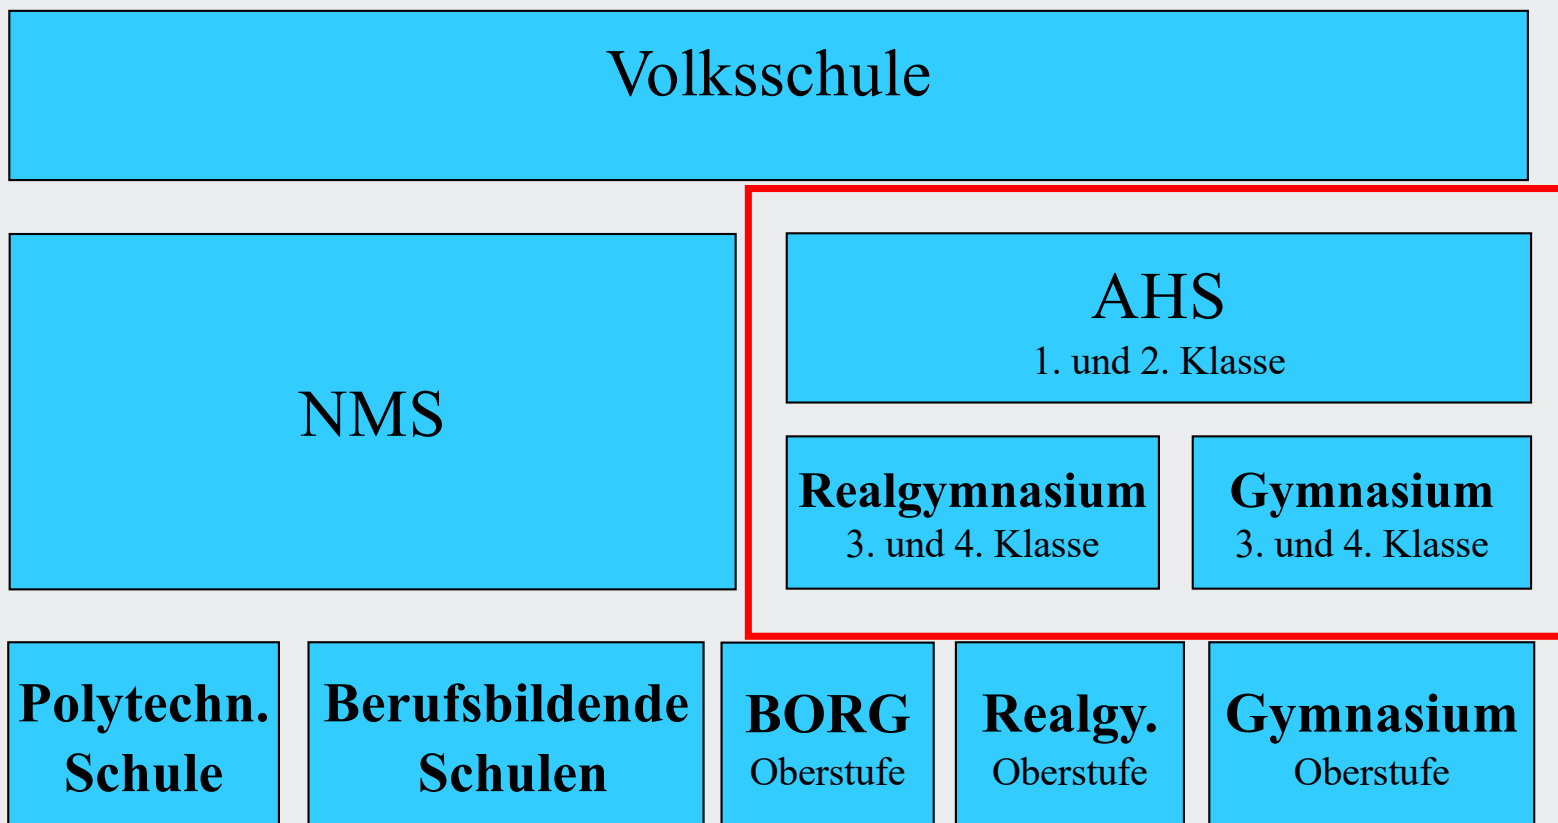 Volksschule
NMS
AHS
1. und 2. Klasse
Realgymnasium
3. und 4. Klasse
Gymnasium
3. und 4. Klasse
Polytechn.
Schule
Berufsbildende
Schulen
BORG
Oberstufe
Realgy.
Oberstufe
Gymnasium
Oberstufe